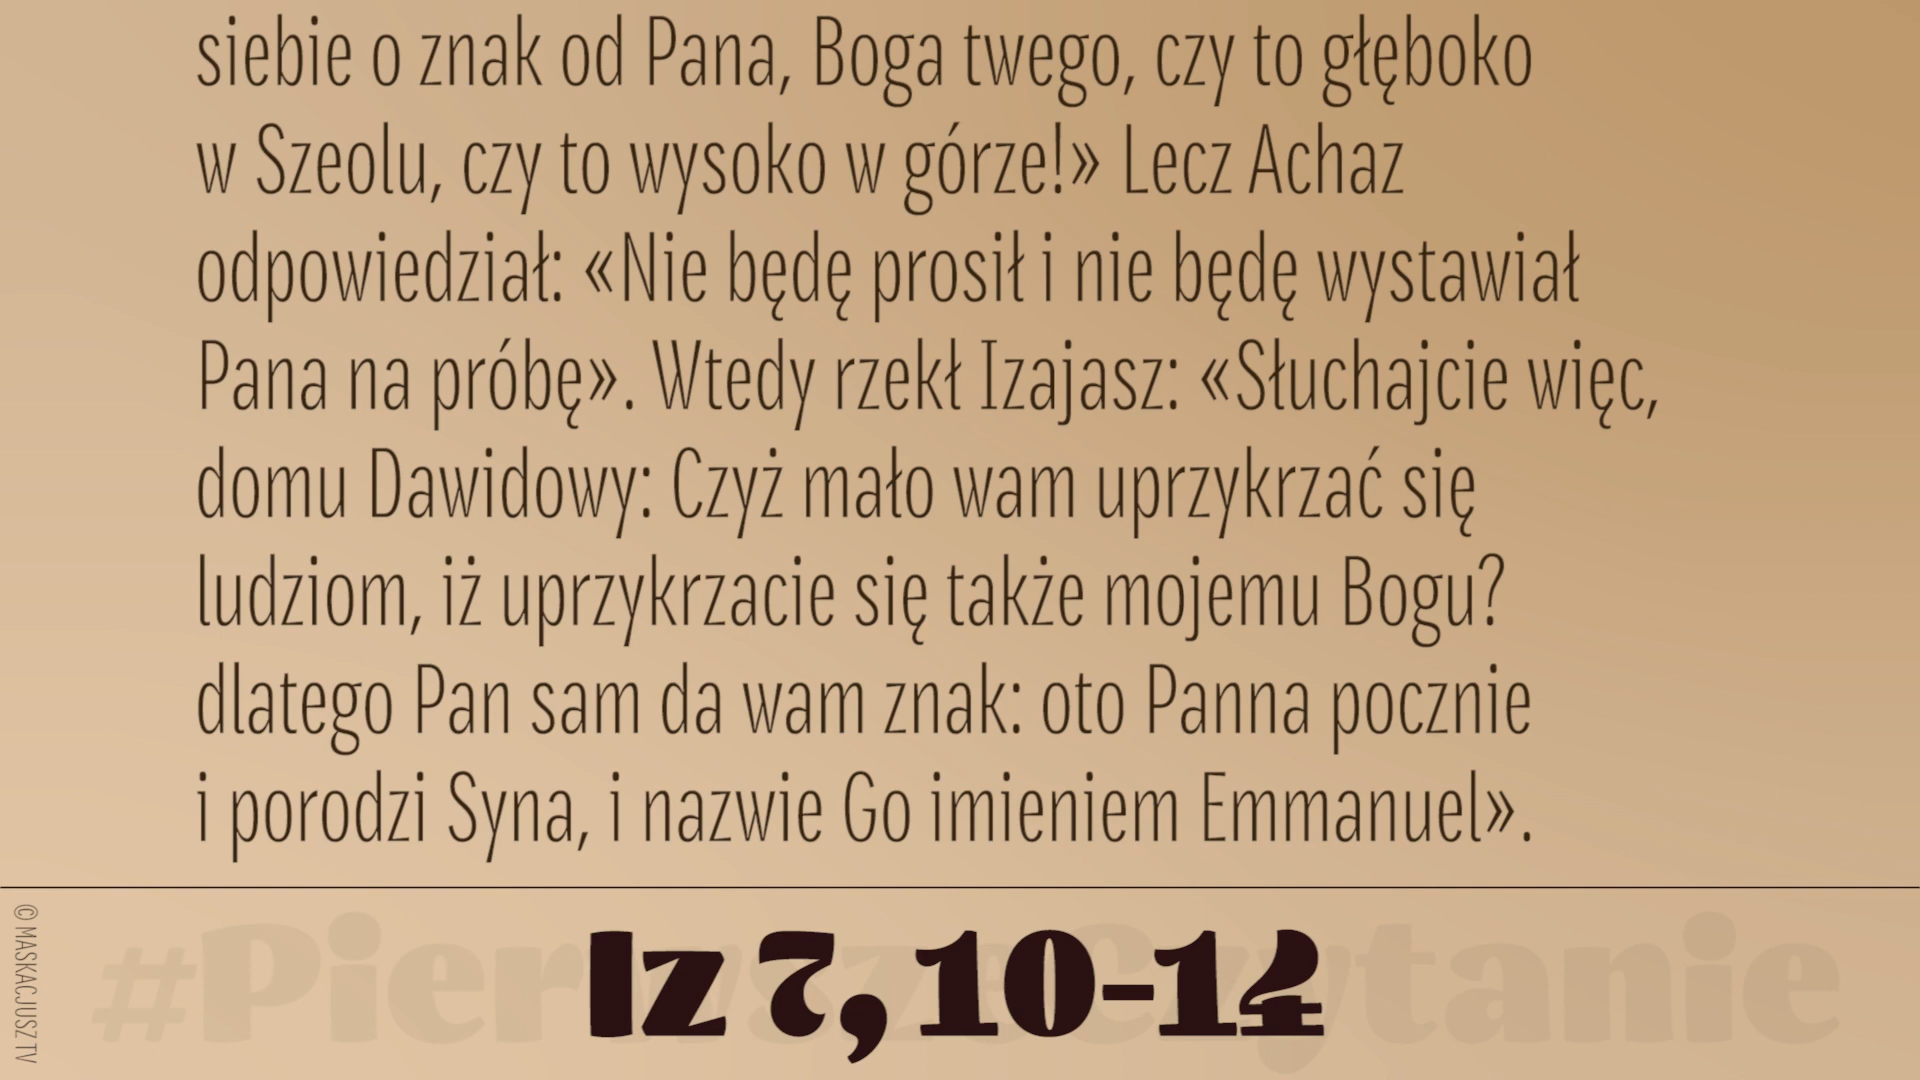 siebie o znak od Pana, Boga twego, czy to głęboko
w Szeolu, czy to wysoko w górze!» Lecz Achaz
odpowiedział: «Nie będę prosił i nie będę wystawiał
Pana na próbę». Wtedy rzekł Izajasz: «Słuchajcie więc,
domu Dawidowy: Czyż mało wam uprzykrzać się
ludziom, iż uprzykrzacie się także mojemu Bogu?
dlatego Pan sam da wam znak: oto Panna pocznie
i porodzi Syna, i nazwie Go imieniem Emmanuel».
#PierwszeCzytanie
Iz 7, 10-14
© MASKACJUSZ TV